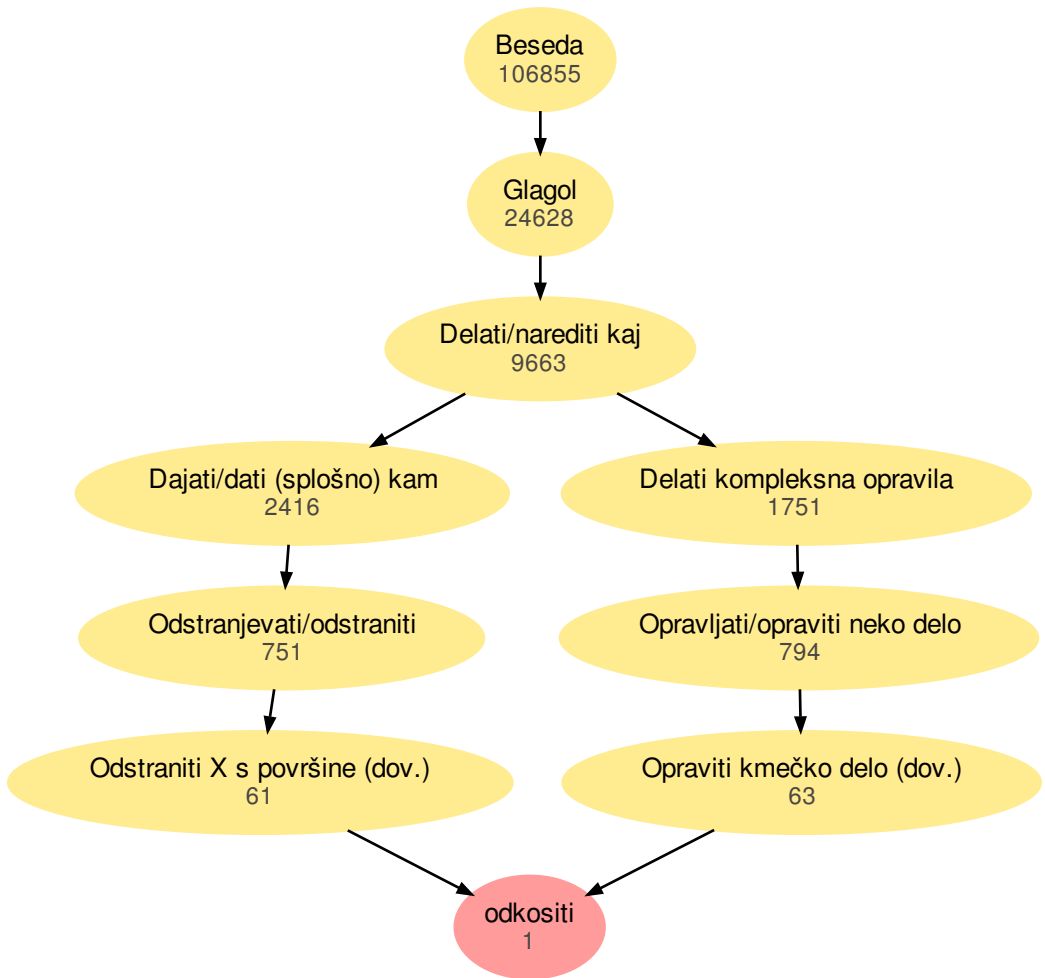 Beseda
106855
Glagol
24628
Delati/narediti kaj
9663
Dajati/dati (splošno) kam
2416
Delati kompleksna opravila
1751
Odstranjevati/odstraniti
751
Opravljati/opraviti neko delo
794
Odstraniti X s površine (dov.)
61
Opraviti kmečko delo (dov.)
63
odkositi
1